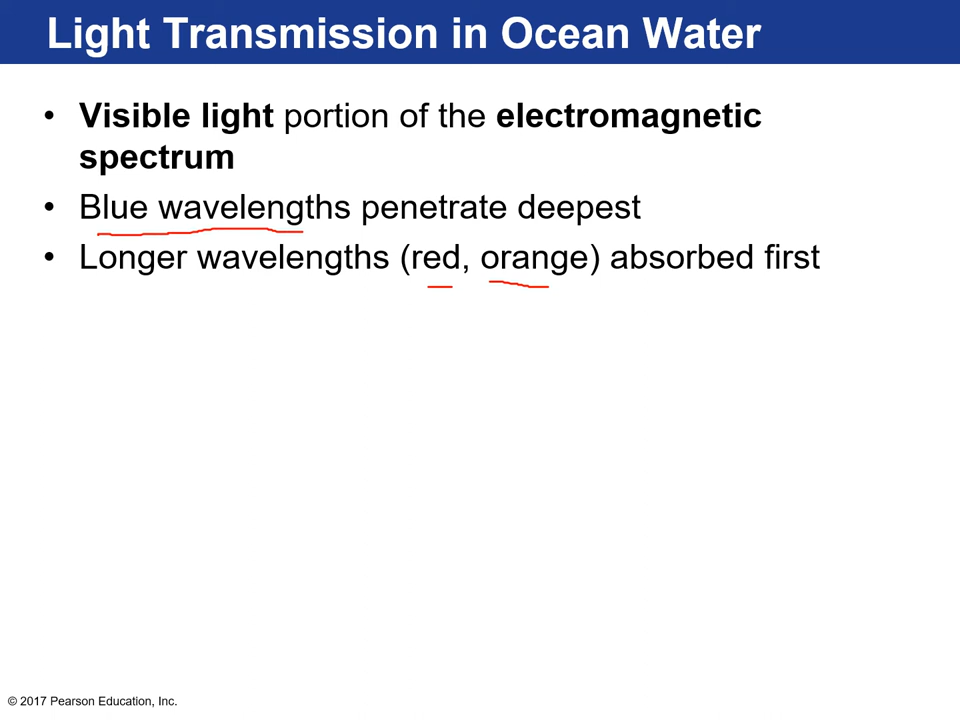 Light Transmission in Ocean Water
• Visible light portion of the electromagnetic
spectrum
• Blue wavelengths penetrate deepest
• Longer wavelengths (red, orange) absorbed first
© 2017 Pearson Education, Inc.